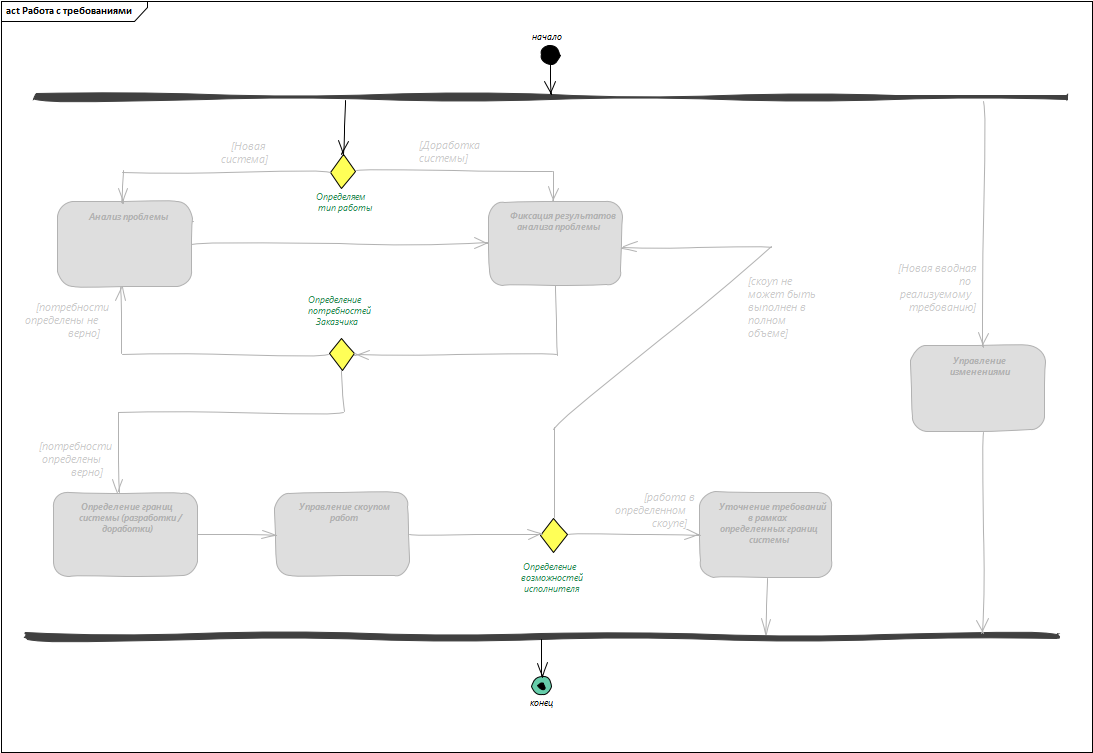 act Работа с требованиями
начало
[Новая
система]
[Доработка
системы]
Определяем
тип работы
Анализ проблемы
Фиксация результатов
анализа проблемы
[Новая вводная
по
реализуемому
требованию]
[скоуп не
может быть
выполнен в
полном
объеме]
[потребности
определены не
верно]
Определение
потребностей
Заказчика
Управление
изменениями
[потребности
определены
верно]
Определение границ
системы (разработки /
доработки)
Управление скоупом
работ
[работа в
определенном
скоупе]
Уточнение требований
в рамках
определенных границ
системы
Определение
возможностей
исполнителя
конец